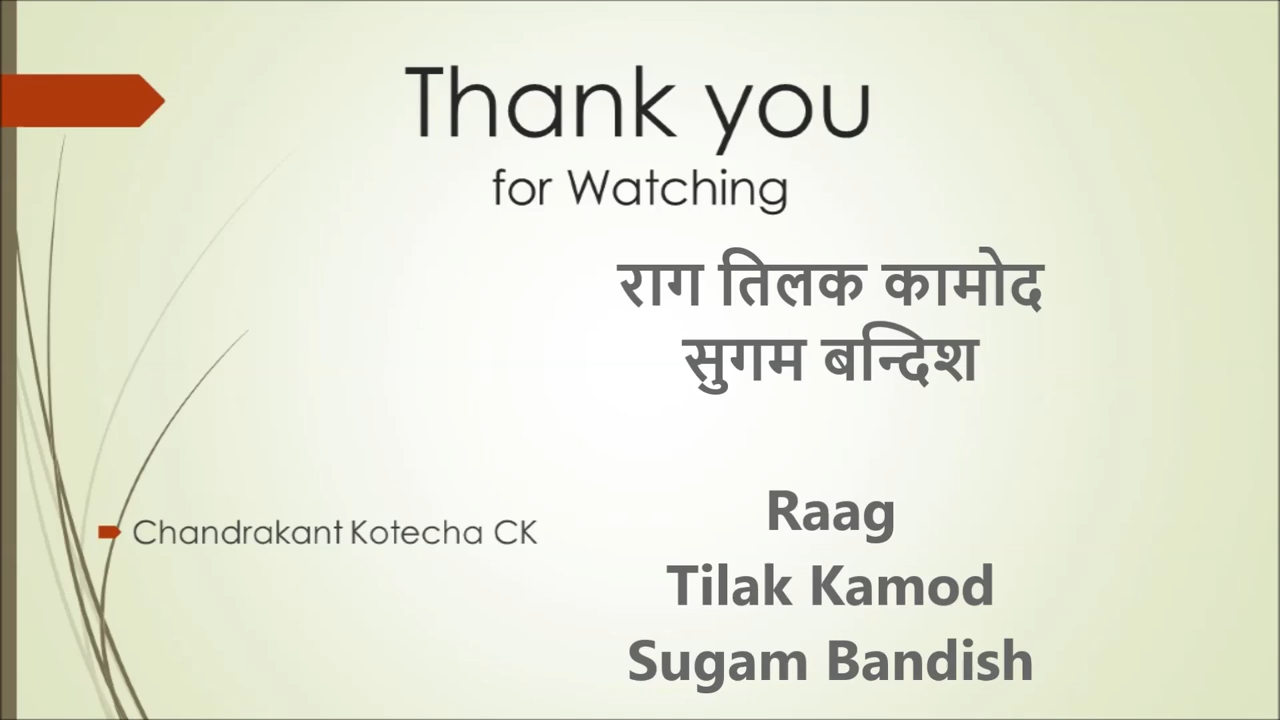 Thank you
for Watching
राग तिलक कामोद
सुगम बन्दिश
Chandrakant Kotecha CK
Raag
Tilak Kamod
Sugam Bandish